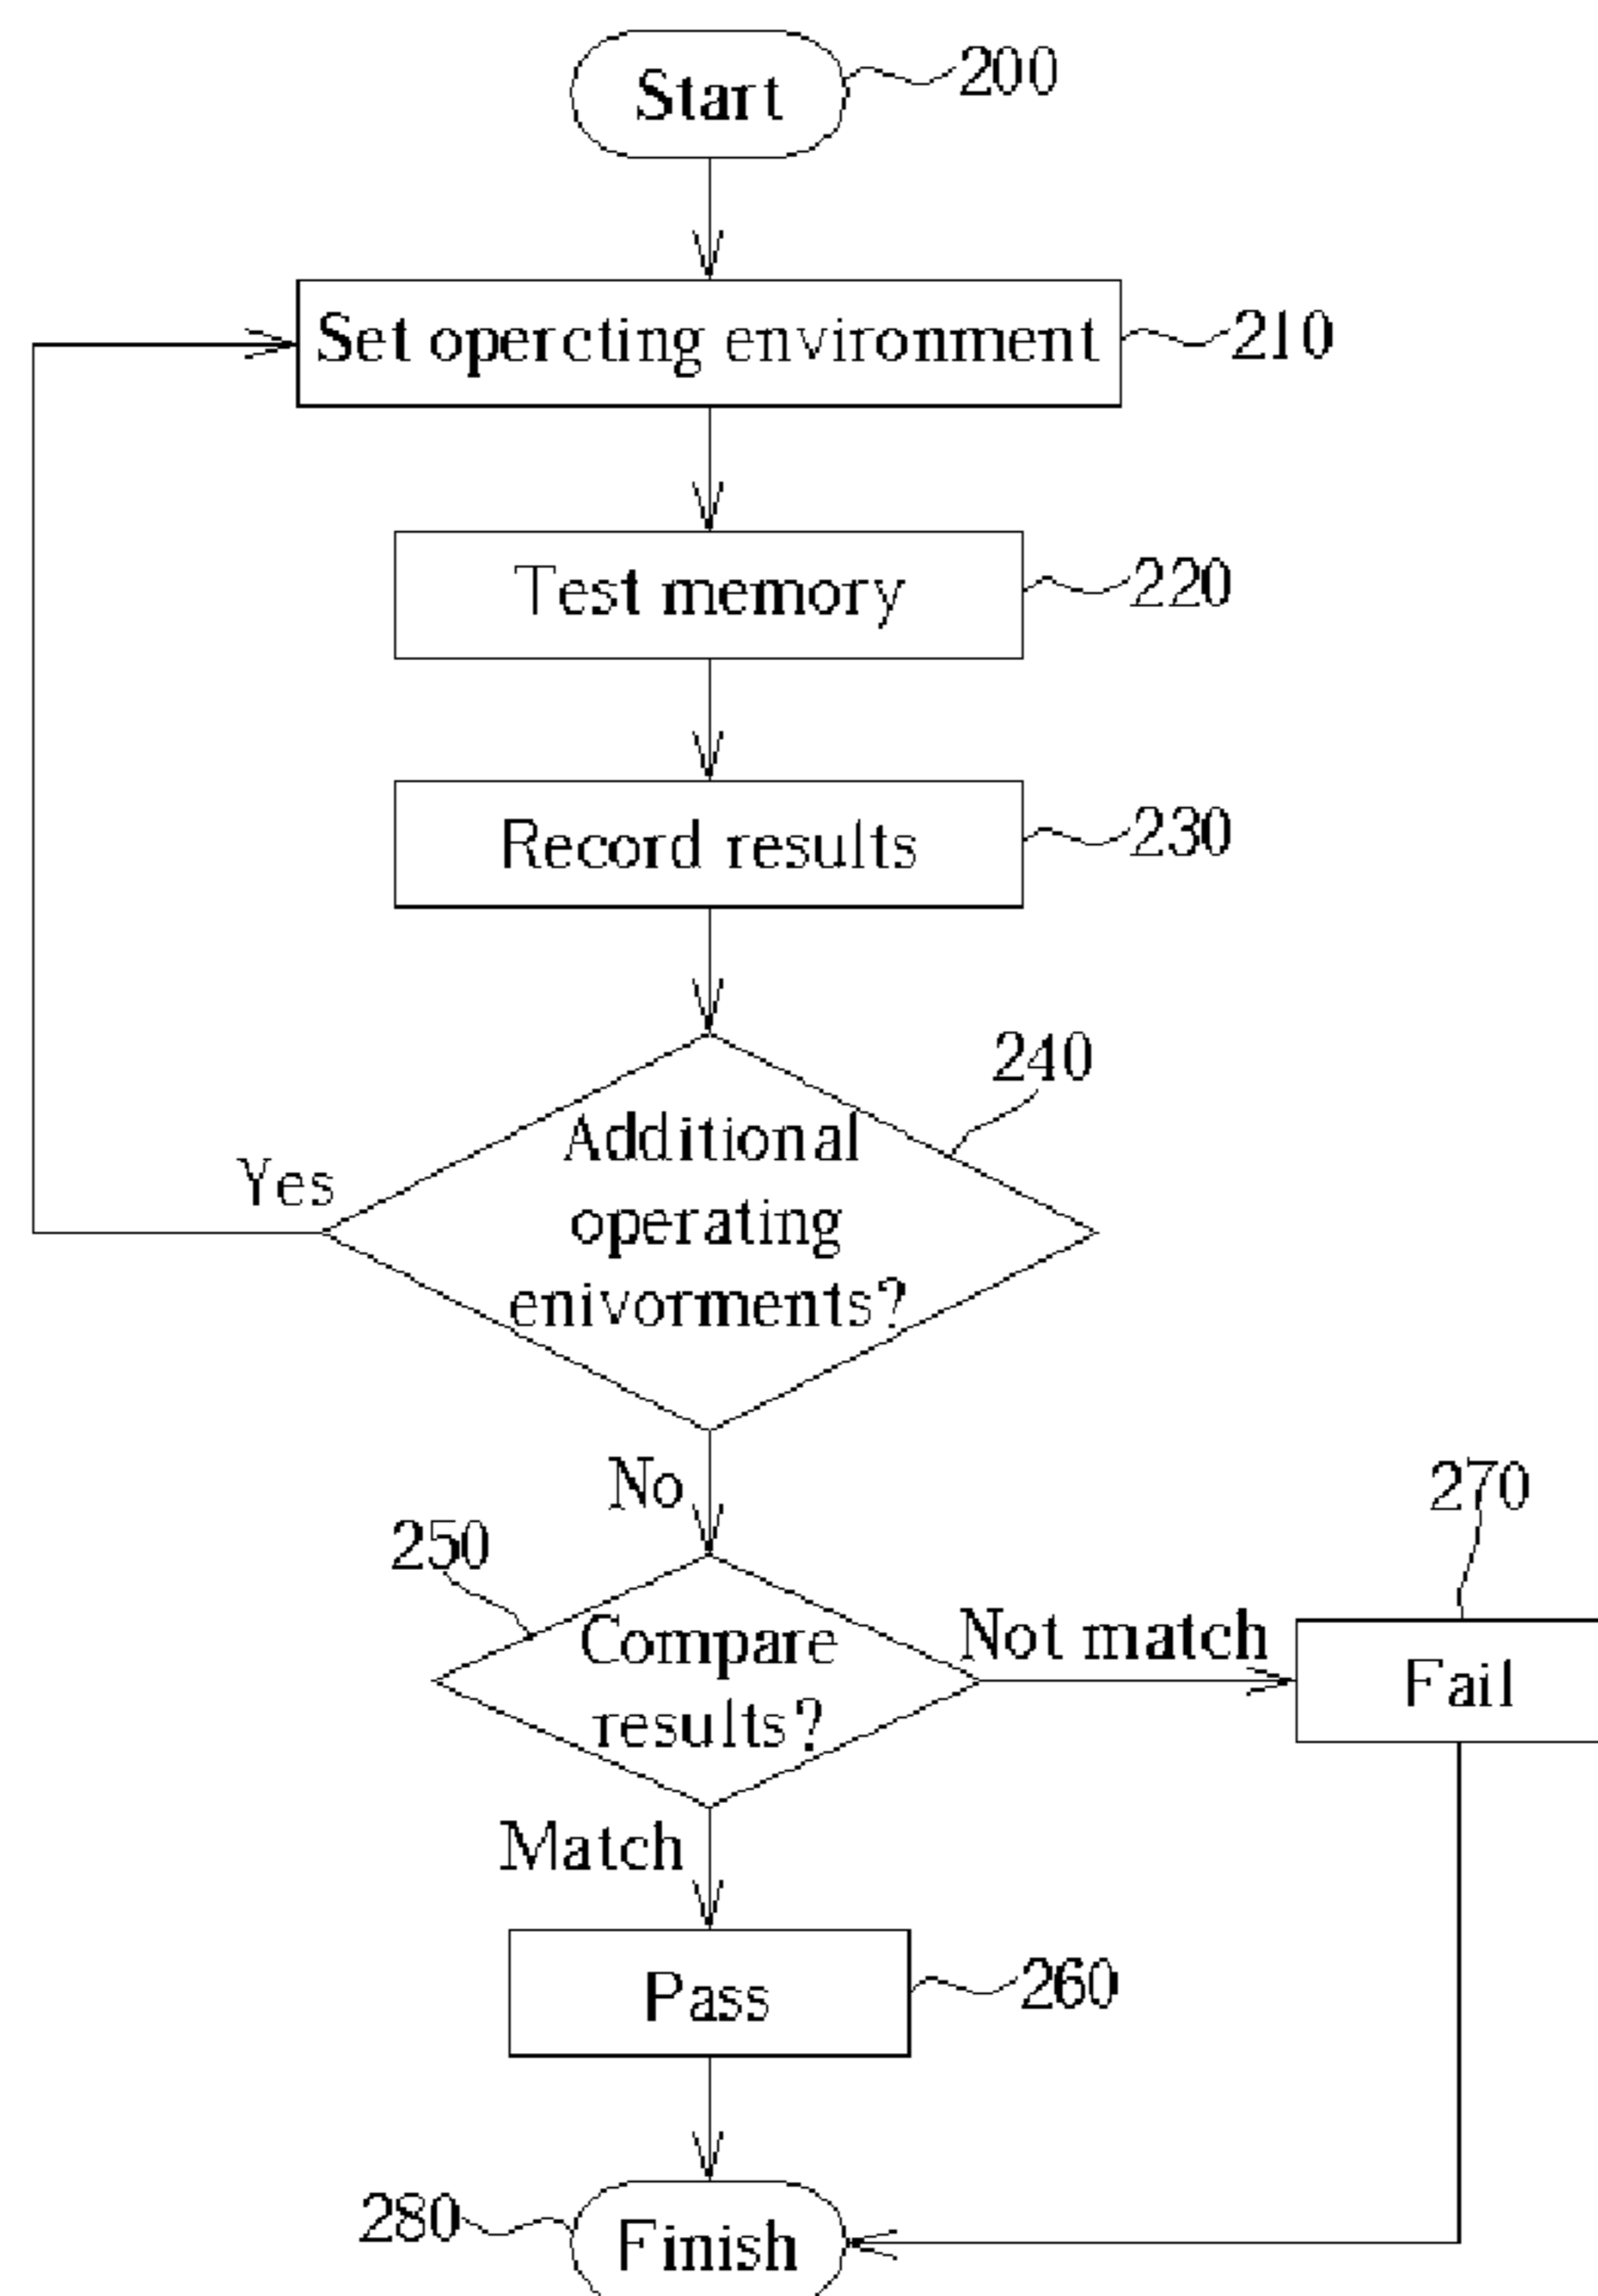 Start
200
Set opercting environment
210
Test memory
220
Record results
230
240
Additional
operating
enivorments?
Yes
No
250
Compare
results?
Not match
270
Fail
Match
Pass
260
280
Finish